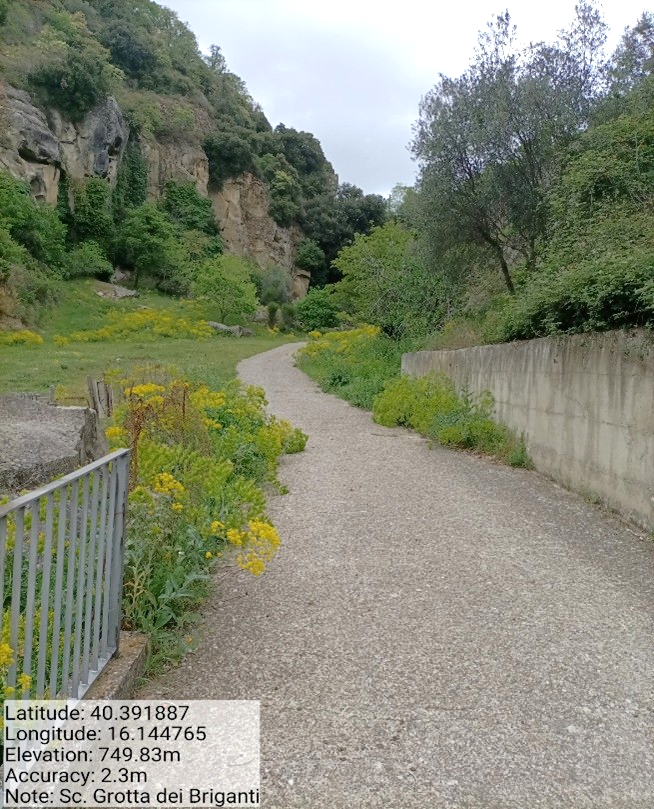 Latitude: 40.391887
Longitude: 16.144765
Elevation: 749.83m
Accuracy: 2.3m
Note: Sc. Grotta dei Briganti